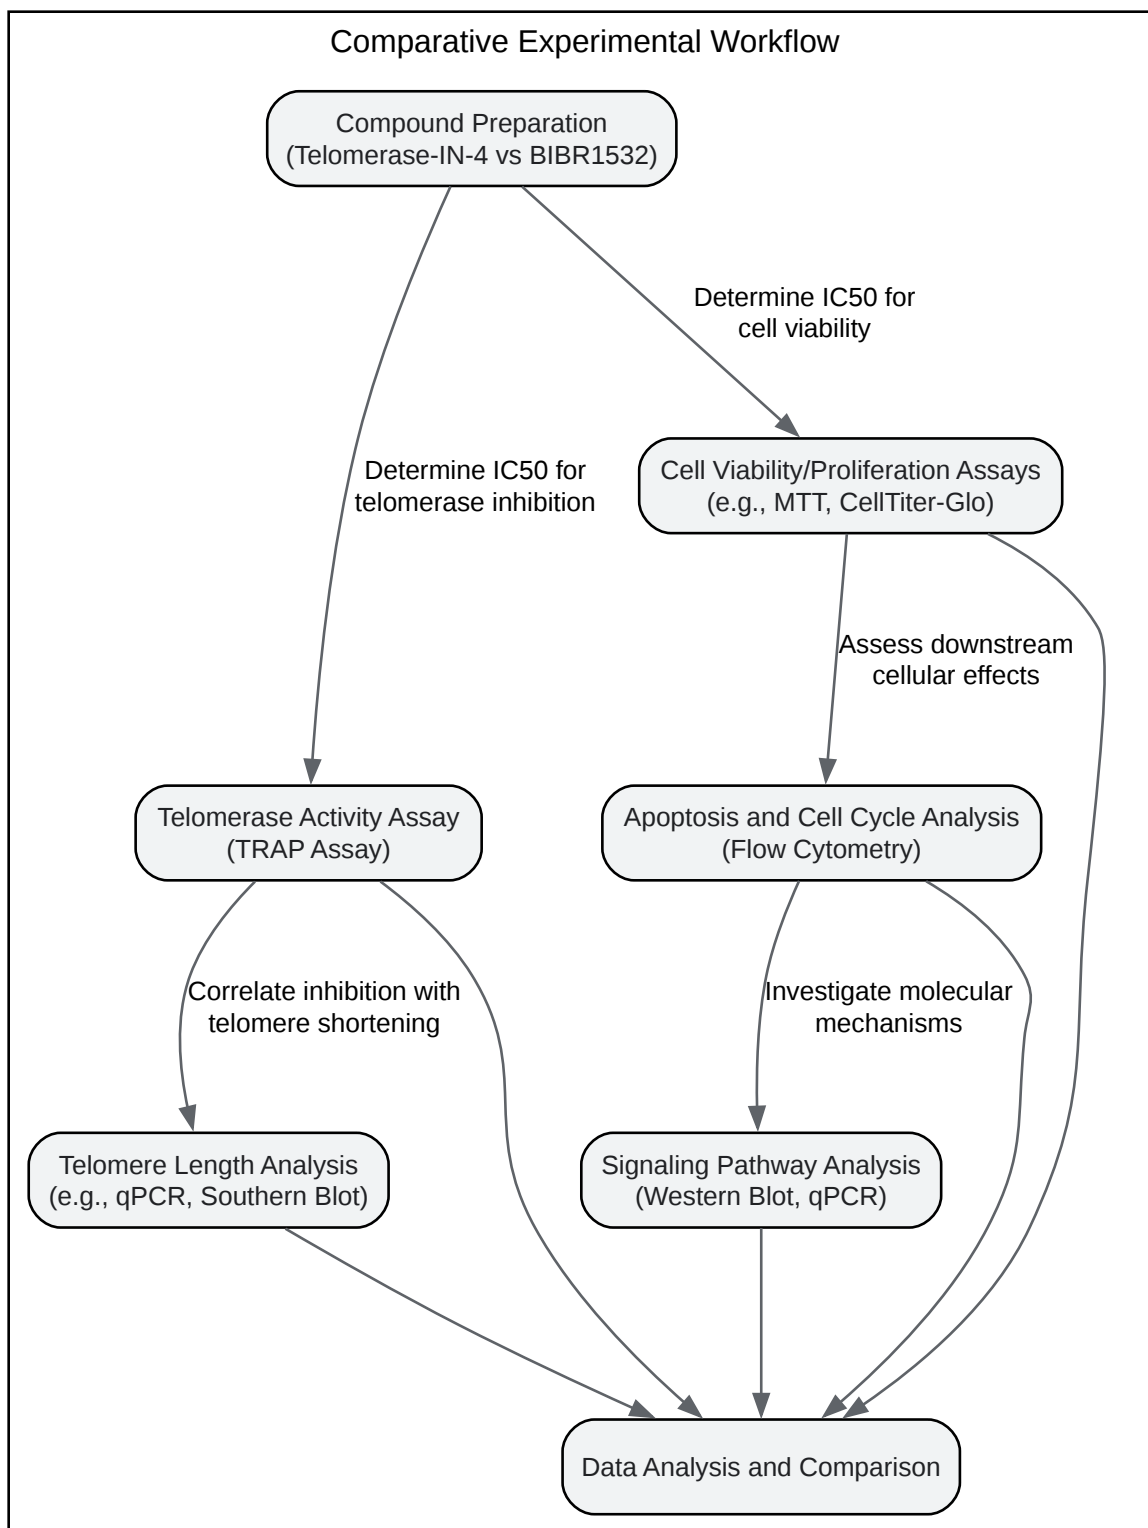 Comparative Experimental Workflow
Compound Preparation
(Telomerase-IN-4 vs BIBR1532)
Determine IC50 for
cell viability
Determine IC50 for
telomerase inhibition
Cell Viability/Proliferation Assays
(e.g., MTT, CellTiter-Glo)
Assess downstream
cellular effects
Telomerase Activity Assay
(TRAP Assay)
Apoptosis and Cell Cycle Analysis
(Flow Cytometry)
Correlate inhibition with
telomere shortening
Investigate molecular
mechanisms
Telomere Length Analysis
(e.g., qPCR, Southern Blot)
Signaling Pathway Analysis
(Western Blot, qPCR)
Data Analysis and Comparison